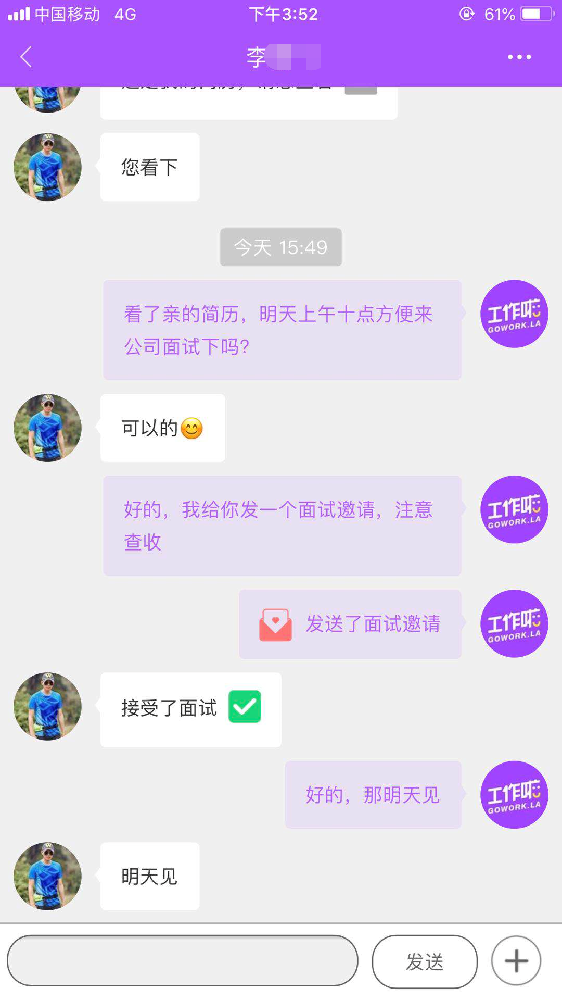 中国移动 4G 下午3:52 61%
李
您看下
今天 15:49
看了亲的简历，明天上午十点方便来
公司面试下吗？
工作啦
GOWORK.LA
可以的😊
好的，我给你发一个面试邀请，注意
查收
工作啦
GOWORK.LA
发送了面试邀请
工作啦
GOWORK.LA
接受了面试 ✅
好的，那明天见
工作啦
GOWORK.LA
明天见
发送